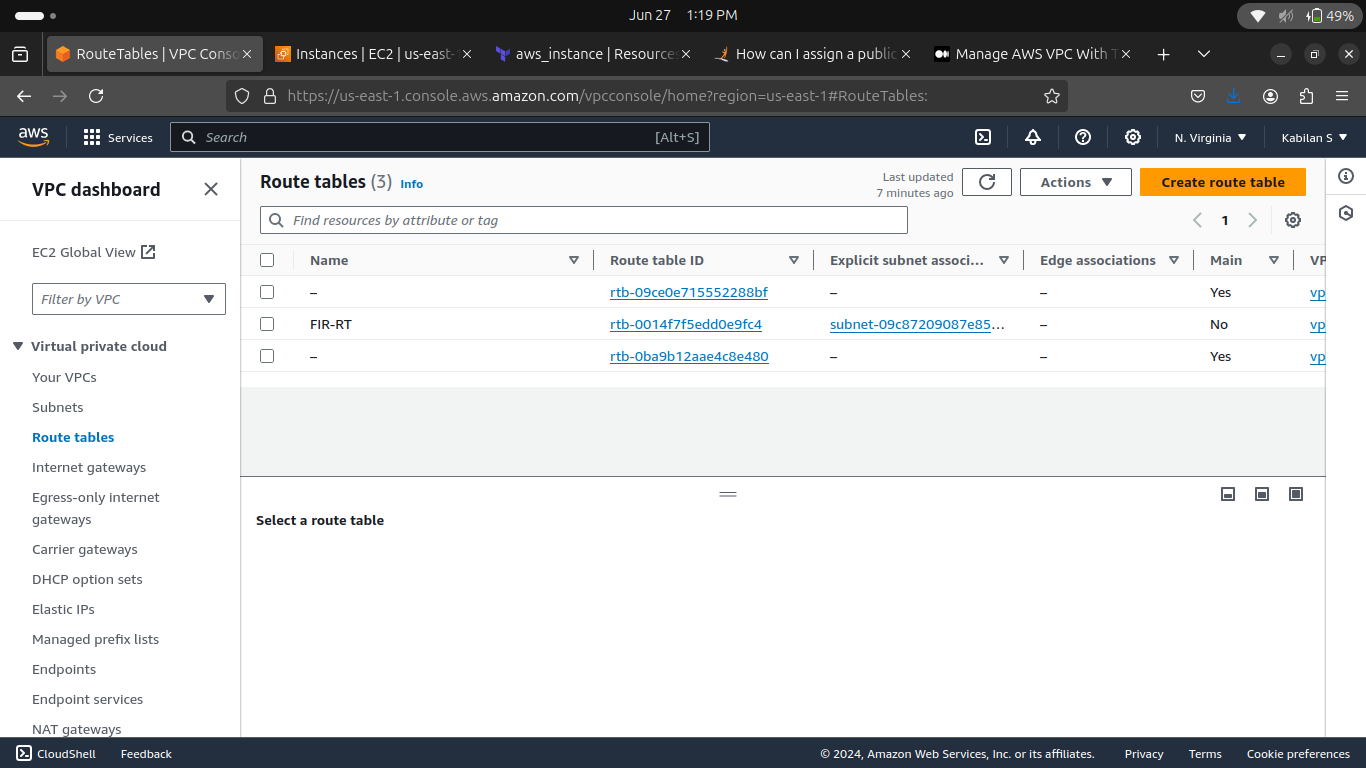 Jun 27 1:19 PM
49%
RouteTables | VPC Conso
Instances | EC2 | us-east-
aws_instance | Resources
How can I assign a public
Manage AWS VPC With T
https://us-east-1.console.aws.amazon.com/vpcconsole/home?region=us-east-1#RouteTables:
aws
Services
Search
[Alt+S]
N. Virginia
Kabilan S
VPC dashboard
EC2 Global View
Filter by VPC
Virtual private cloud
Your VPCs
Subnets
Route tables
Internet gateways
Egress-only internet
gateways
Carrier gateways
DHCP option sets
Elastic IPs
Managed prefix lists
Endpoints
Endpoint services
NAT gateways
Route tables (3) Info
Last updated
7 minutes ago
Actions
Create route table
Find resources by attribute or tag
1
Name Route table ID Explicit subnet associ... Edge associations Main VP
– rtb-09ce0e715552288bf – – Yes vp
FIR-RT rtb-0014f7f5edd0e9fc4 subnet-09c87209087e85... – No vp
– rtb-0ba9b12aae4c8e480 – – Yes vp
Select a route table
CloudShell Feedback © 2024, Amazon Web Services, Inc. or its affiliates. Privacy Terms Cookie preferences